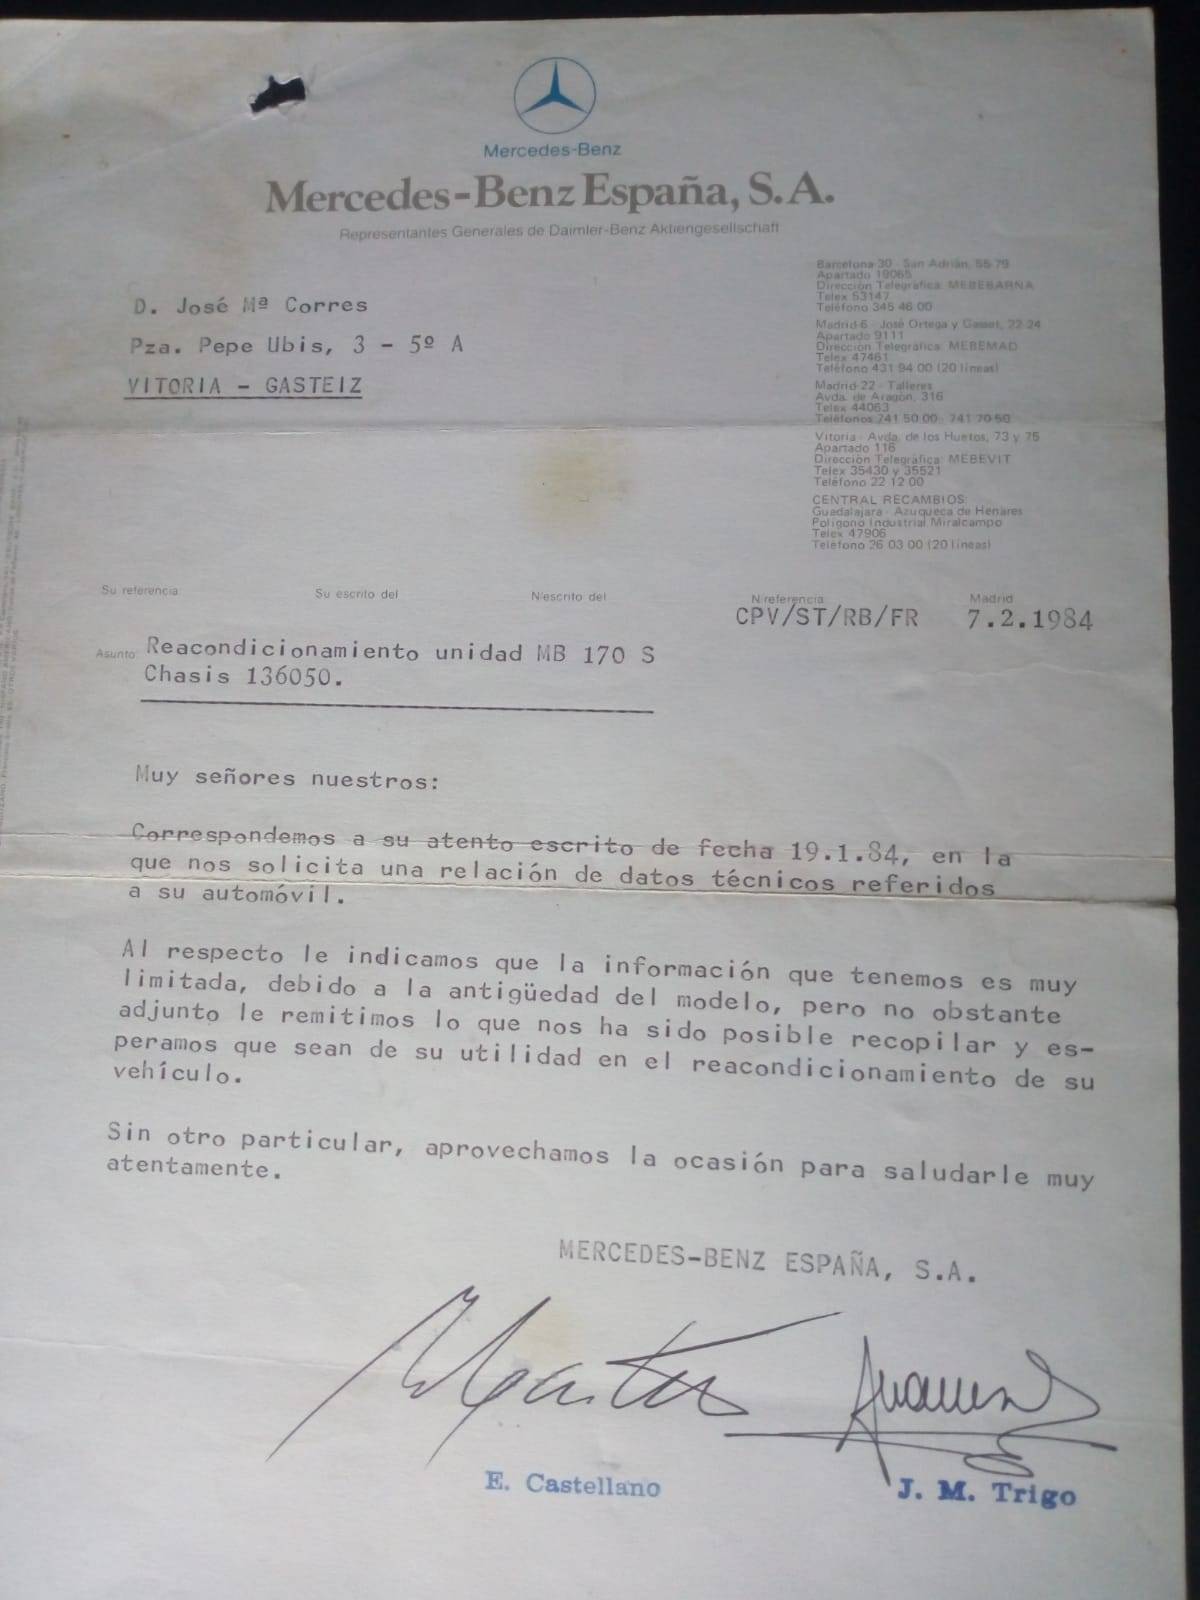 Mercedes-Benz
Mercedes-Benz España, S.A.
Representantes Generales de Daimler-Benz Aktiengesellschaft
Barcelona-30 - San Adrián, 55-79
Apartado 19065
Dirección Telegráfica: MEBEBARNA
Telex 53147
Teléfono 345 46 00
Madrid-6 - José Ortega y Gasset, 22-24
Apartado 9111
Dirección Telegráfica: MEBEMAD
Telex 47461
Teléfono 431 94 00 (20 líneas)
Madrid-22 - Talleres
Avda. de Aragón, 316
Telex 44063
Teléfonos 741 50 00 - 741 70 50
Vitoria - Avda. de los Huetos, 73 y 75
Apartado 116
Dirección Telegráfica: MEBEVIT
Telex 35430 y 35521
Teléfono 22 12 00
CENTRAL RECAMBIOS:
Guadalajara - Azuqueca de Henares
Polígono Industrial Miralcampo
Telex 47906
Teléfono 26 03 00 (20 líneas)
D. José Mª Corres
Pza. Pepe Ubis, 3 - 5º A
VITORIA - GASTEIZ
Su referencia Su escrito del N/escrito del N/referencia Madrid
CPV/ST/RB/FR 7.2.1984
Asunto: Reacondicionamiento unidad MB 170 S
Chasis 136050.
Muy señores nuestros:
Correspondemos a su atento escrito de fecha 19.1.84, en la
que nos solicita una relación de datos técnicos referidos
a su automóvil.
Al respecto le indicamos que la información que tenemos es muy
limitada, debido a la antigüedad del modelo, pero no obstante
adjunto le remitimos lo que nos ha sido posible recopilar y es-
peramos que sean de su utilidad en el reacondicionamiento de su
vehículo.
Sin otro particular, aprovechamos la ocasión para saludarle muy
atentamente.
MERCEDES-BENZ ESPAÑA, S.A.
E. Castellano
J. M. Trigo